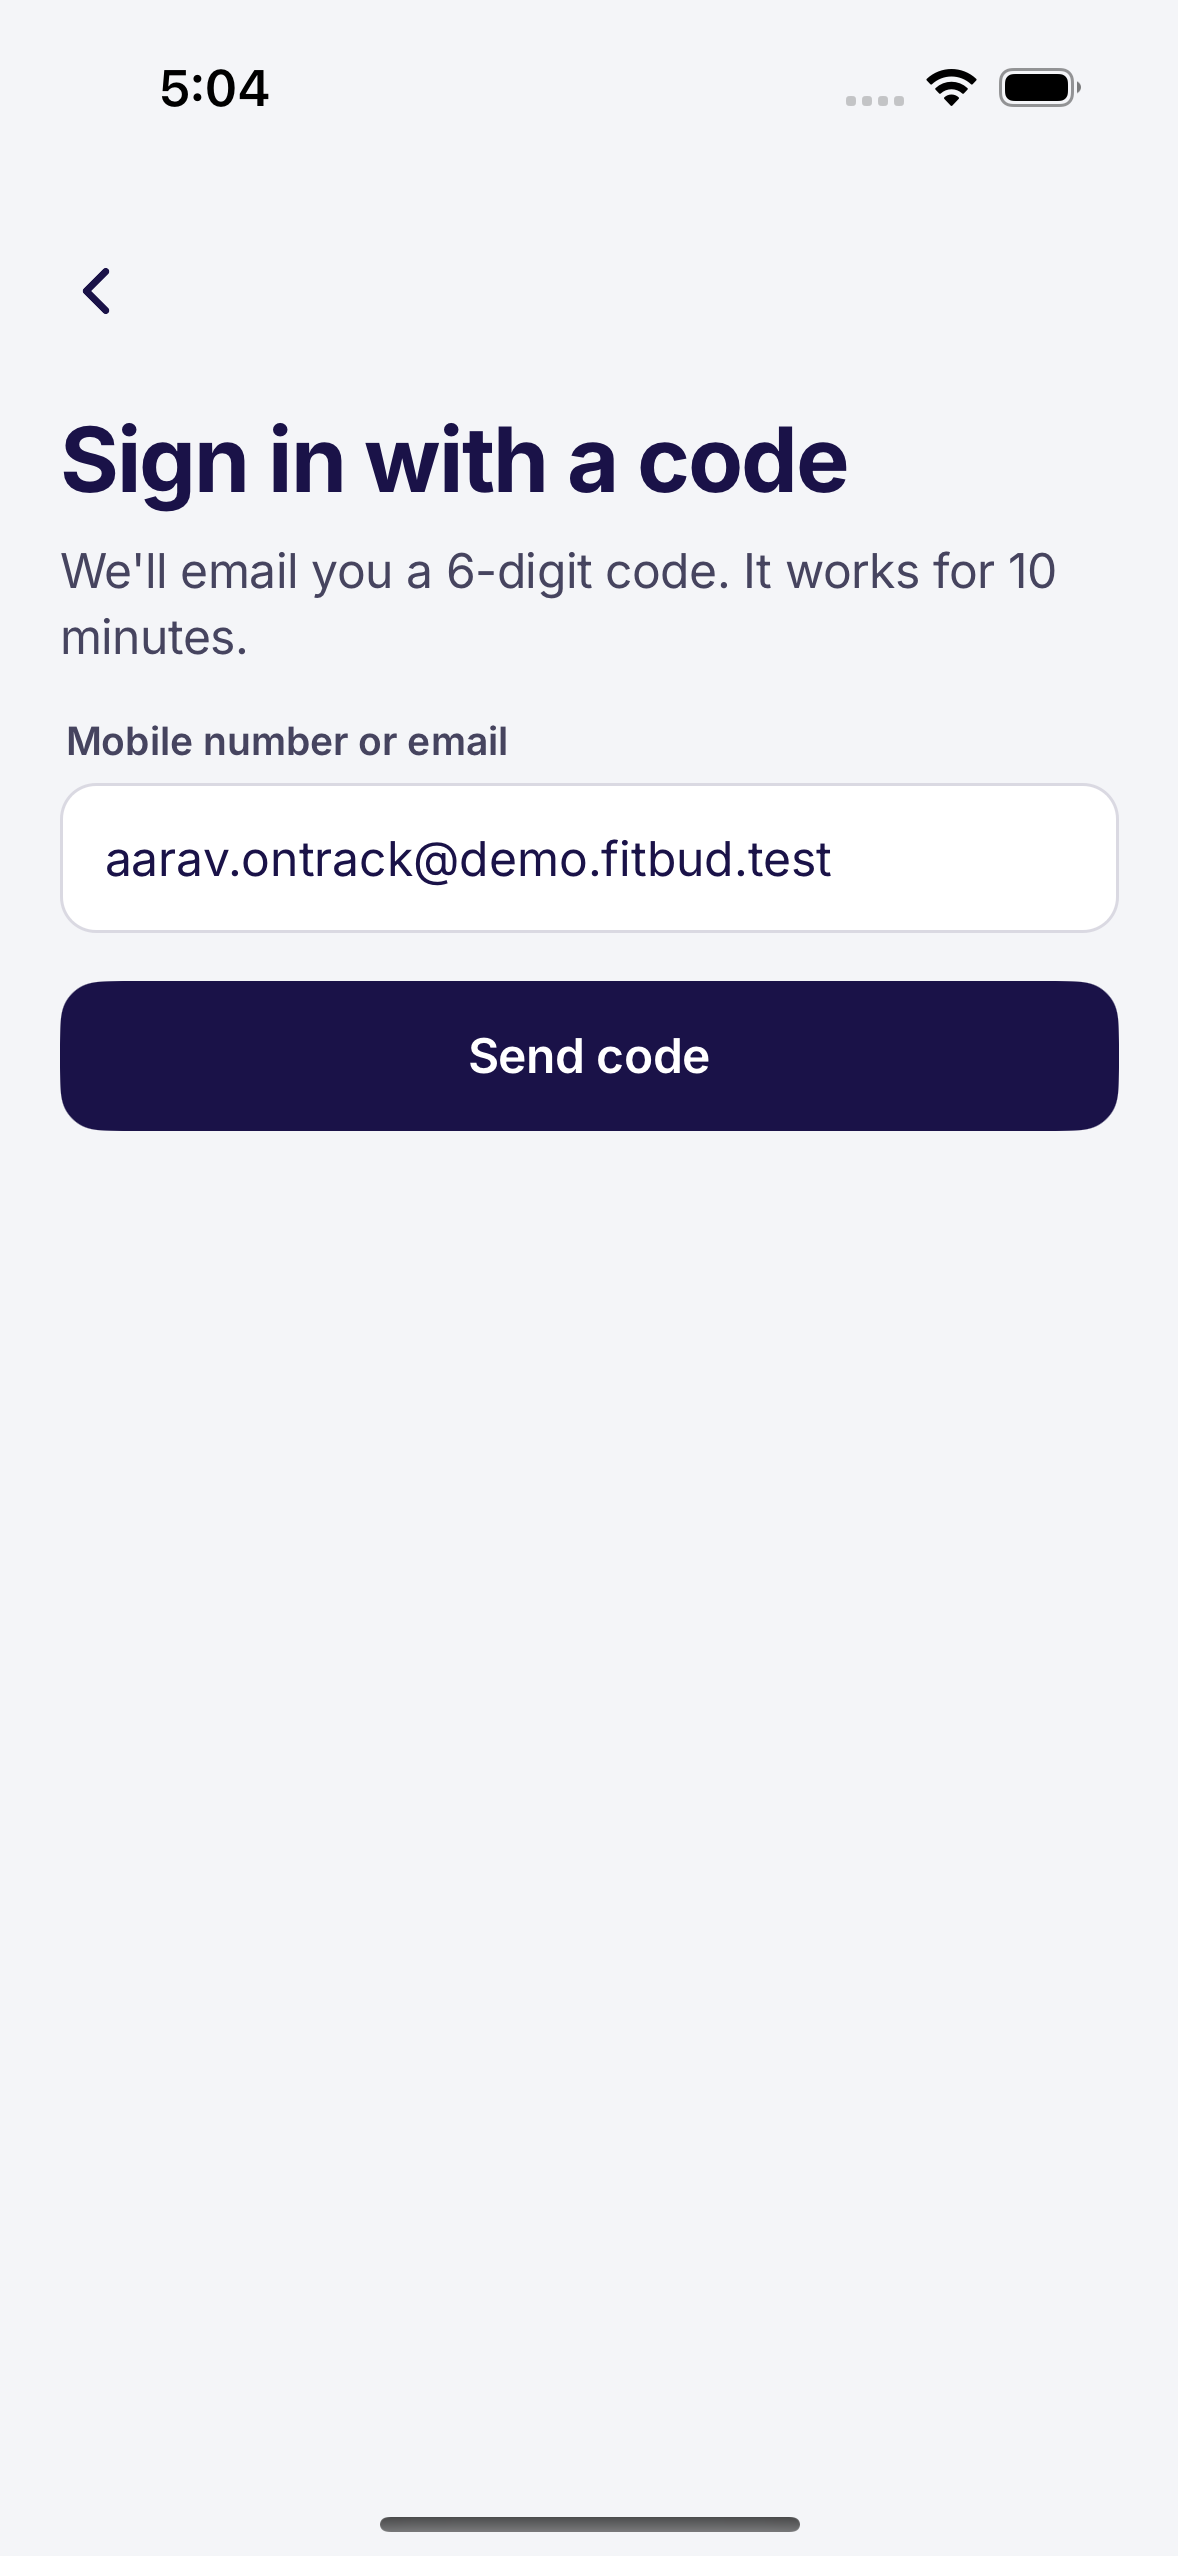 5:04
Sign in with a code
We'll email you a 6-digit code. It works for 10
minutes.
Mobile number or email
aarav.ontrack@demo.fitbud.test
Send code